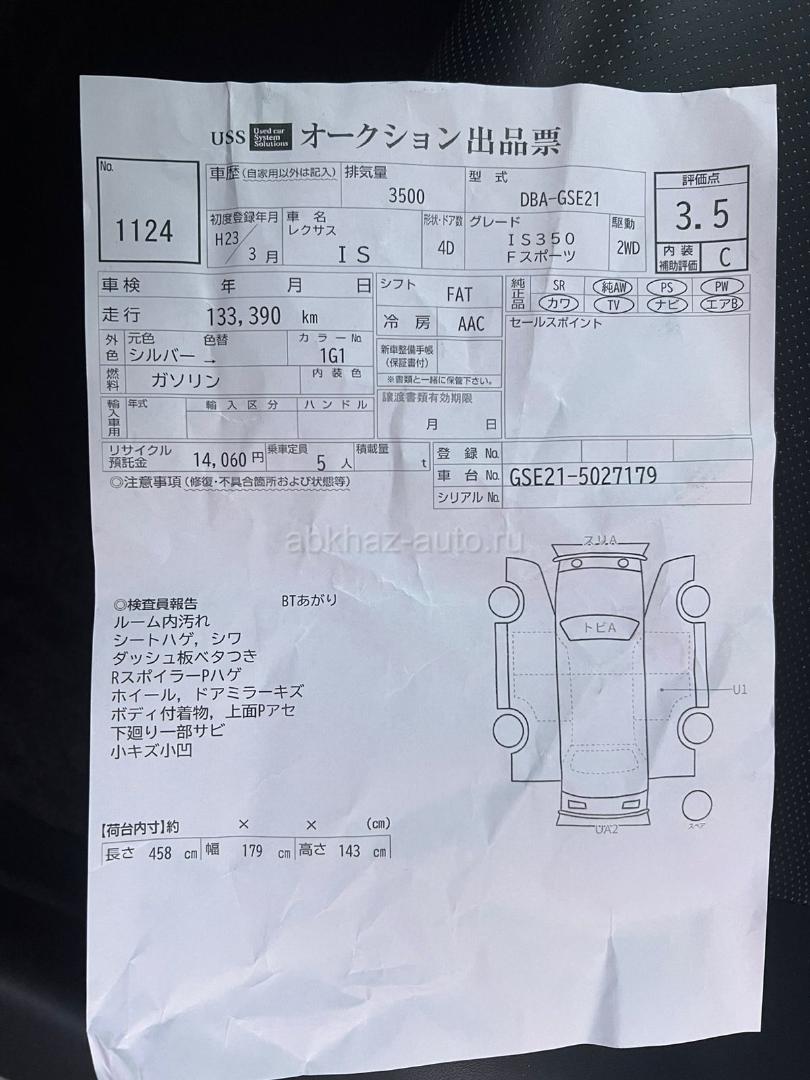 USS Used car System Solutions オークション出品票
No.
1124
車歴(自家用以外は記入)
排気量
3500
型 式
DBA-GSE21
評価点
3.5
内 装
補助評価
C
初度登録年月
H23/3 月
車 名
レクサス
IS
形状・ドア数
4D
グレード
IS350
Fスポーツ
駆動
2WD
車 検 年 月 日
シフト
FAT
純正品
SR 純AW PS PW
カワ TV ナビ エアB
走 行 133,390 km
冷 房 AAC
セールスポイント
外色
元色 色替
シルバー →
カラーNo.
1G1
新車整備手帳
(保証書付)
※書類と一緒に保管下さい。
燃料
ガソリン
内 装 色
譲渡書類有効期限
月 日
輸入車用
年式
輸 入 区 分
ハ ン ド ル
リサイクル
預託金
14,060 円
乗車定員
5 人
積載量
t
登 録 No.
車 台 No. GSE21-5027179
シリアル No.
◎注意事項(修復・不具合箇所および状態等)
abkhaz-auto.ru
スリA
トビA
U1
UA2
スペア
◎検査員報告 BTあがり
ルーム内汚れ
シートハゲ, シワ
ダッシュ板ベタつき
RスポイラーPハゲ
ホイール, ドアミラーキズ
ボディ付着物, 上面Pアセ
下廻り一部サビ
小キズ小凹
【荷台内寸】約 × × (cm)
長さ 458 cm 幅 179 cm 高さ 143 cm